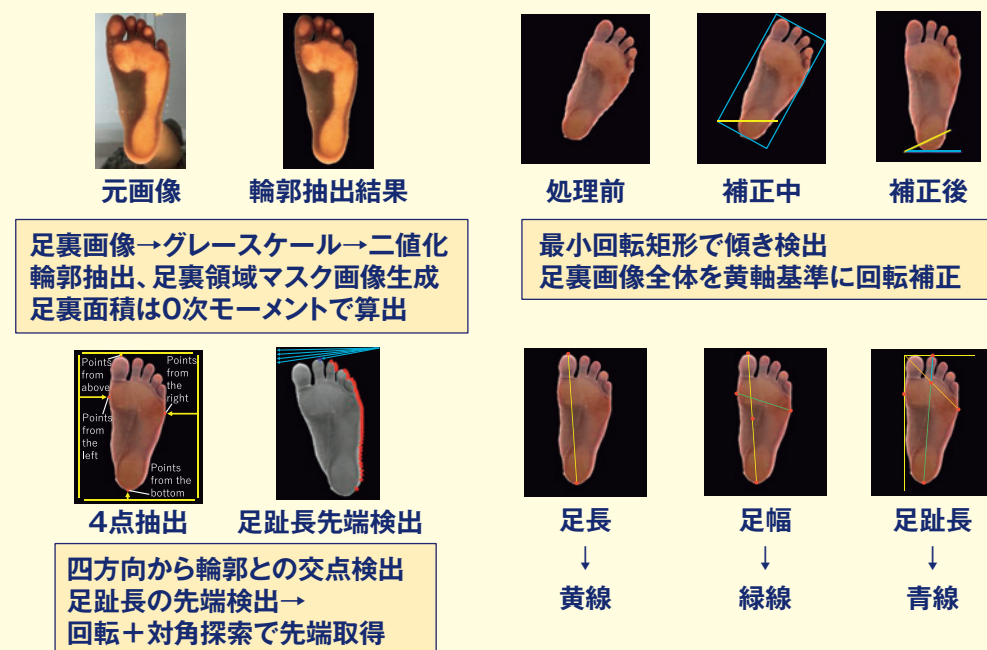 元画像
輪郭抽出結果
処理前
補正中
補正後
足裏画像→グレースケール→二値化
輪郭抽出、足裏領域マスク画像生成
足裏面積は0次モーメントで算出
最小回転矩形で傾き検出
足裏画像全体を黄軸基準に回転補正
Points
from
above
Points
from
the
right
Points
from
the
left
Points
from the
bottom
4点抽出
足趾長先端検出
四方向から輪郭との交点検出
足趾長の先端検出→
回転＋対角探索で先端取得
足長
足幅
足趾長
↓
↓
↓
黄線
緑線
青線